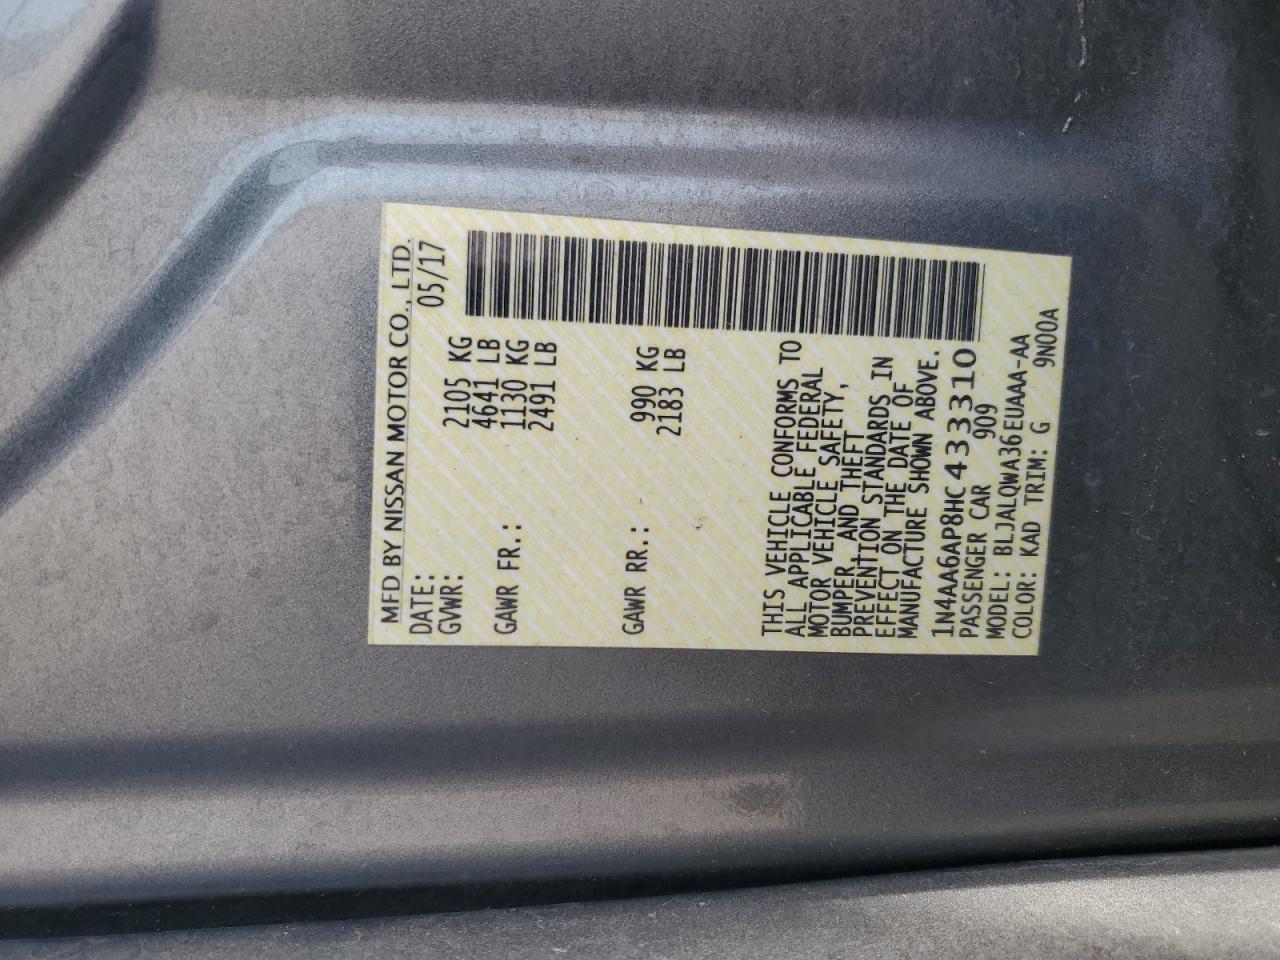 MFD BY NISSAN MOTOR CO., LTD.
DATE: 05/17
GVWR: 2105 KG
4641 LB
GAWR FR.: 1130 KG
2491 LB
GAWR RR.: 990 KG
2183 LB
THIS VEHICLE CONFORMS TO
ALL APPLICABLE FEDERAL
MOTOR VEHICLE SAFETY,
BUMPER, AND THEFT
PREVENTION STANDARDS IN
EFFECT ON THE DATE OF
MANUFACTURE SHOWN ABOVE.
1N4AA6AP8HC433310
PASSENGER CAR 909
MODEL: BLJALQWA36EUAAA-AA
COLOR: KAD TRIM: G 9N00A